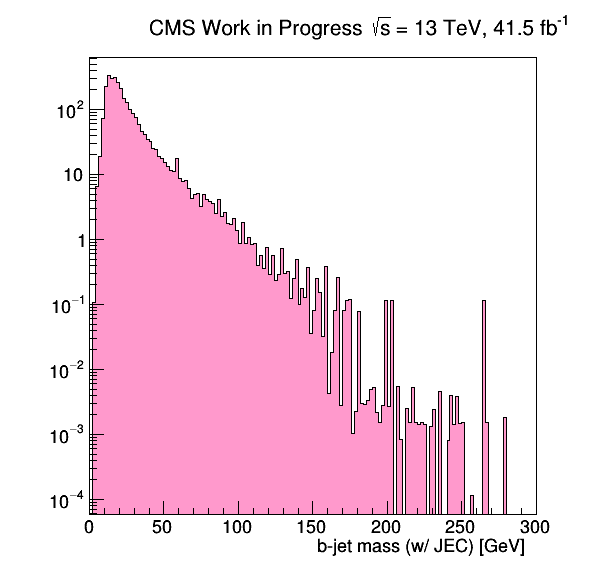 CMS Work in Progress √s = 13 TeV, 41.5 fb⁻¹
10²
10
1
10⁻¹
10⁻²
10⁻³
10⁻⁴
0 50 100 150 200 250 300
b-jet mass (w/ JEC) [GeV]